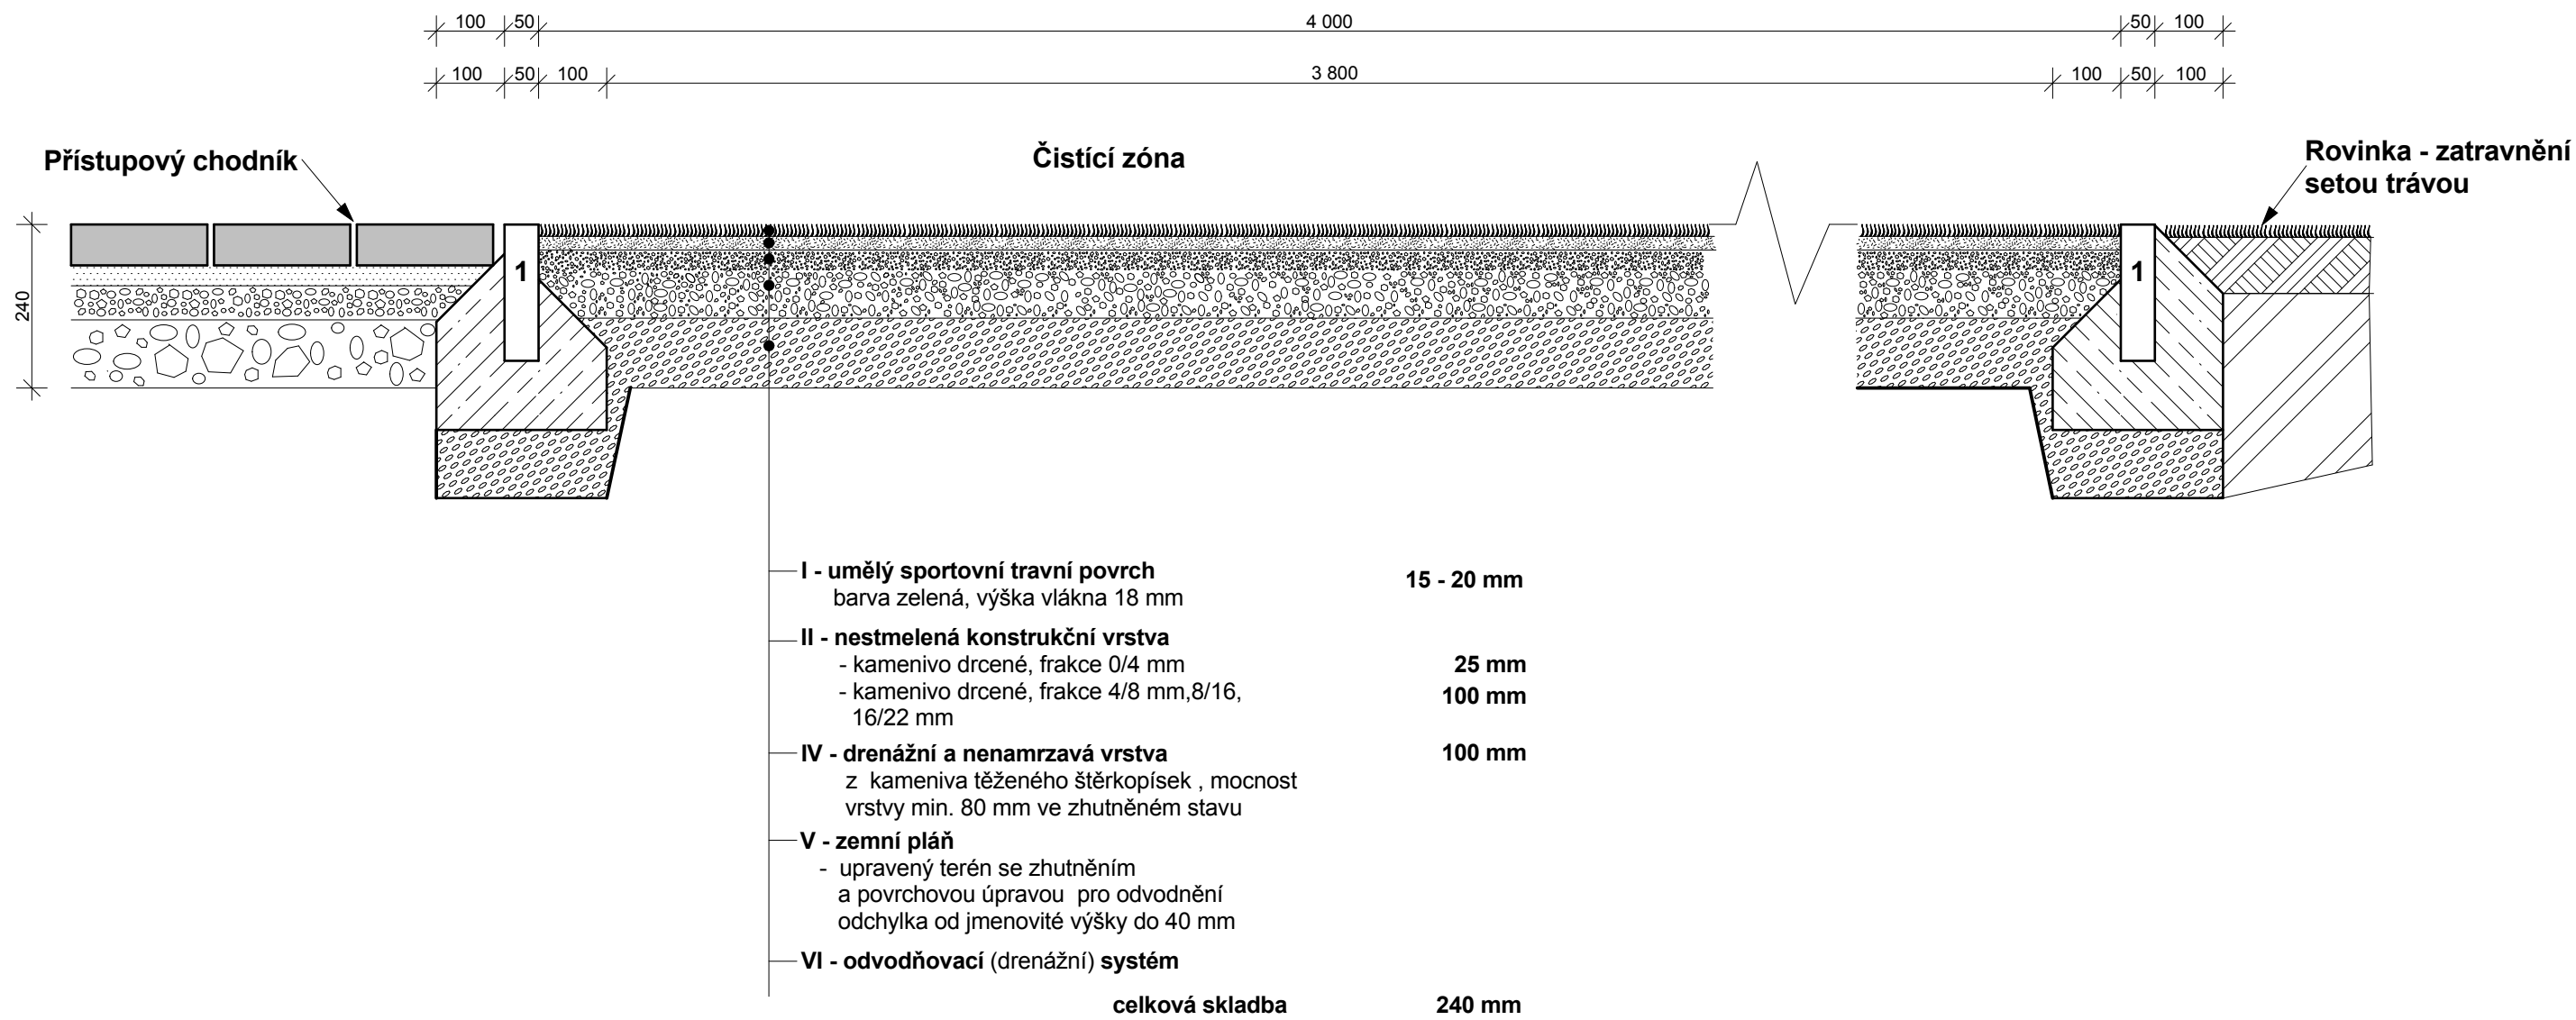 100 50 4 000 50 100
100 50 100 3 800 100 50 100
Přístupový chodník
Čistící zóna
Rovinka - zatravnění
setou trávou
240
1
1
I - umělý sportovní travní povrch 15 - 20 mm
barva zelená, výška vlákna 18 mm
II - nestmelená konstrukční vrstva
- kamenivo drcené, frakce 0/4 mm 25 mm
- kamenivo drcené, frakce 4/8 mm,8/16, 100 mm
16/22 mm
IV - drenážní a nenamrzavá vrstva 100 mm
z kameniva těženého štěrkopísek , mocnost
vrstvy min. 80 mm ve zhutněném stavu
V - zemní pláň
- upravený terén se zhutněním
a povrchovou úpravou pro odvodnění
odchylka od jmenovité výšky do 40 mm
VI - odvodňovací (drenážní) systém
celková skladba 240 mm